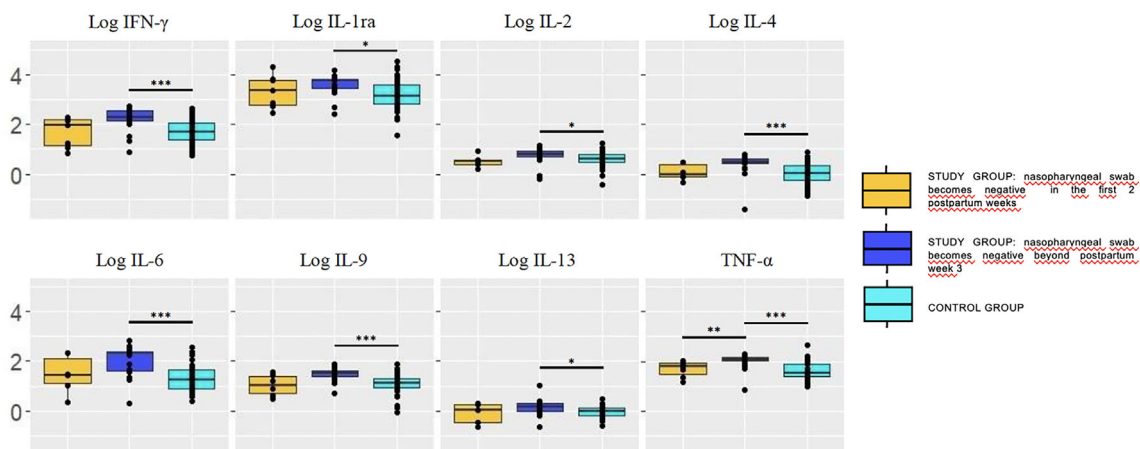 Log IFN-γ
Log IL-1ra
Log IL-2
Log IL-4
4
2
0
***
*
*
***
Log IL-6
Log IL-9
Log IL-13
TNF-α
4
2
0
***
***
*
**
***
STUDY GROUP: nasopharyngeal swab
becomes negative in the first 2
postpartum weeks
STUDY GROUP: nasopharyngeal swab
becomes negative beyond postpartum
week 3
CONTROL GROUP